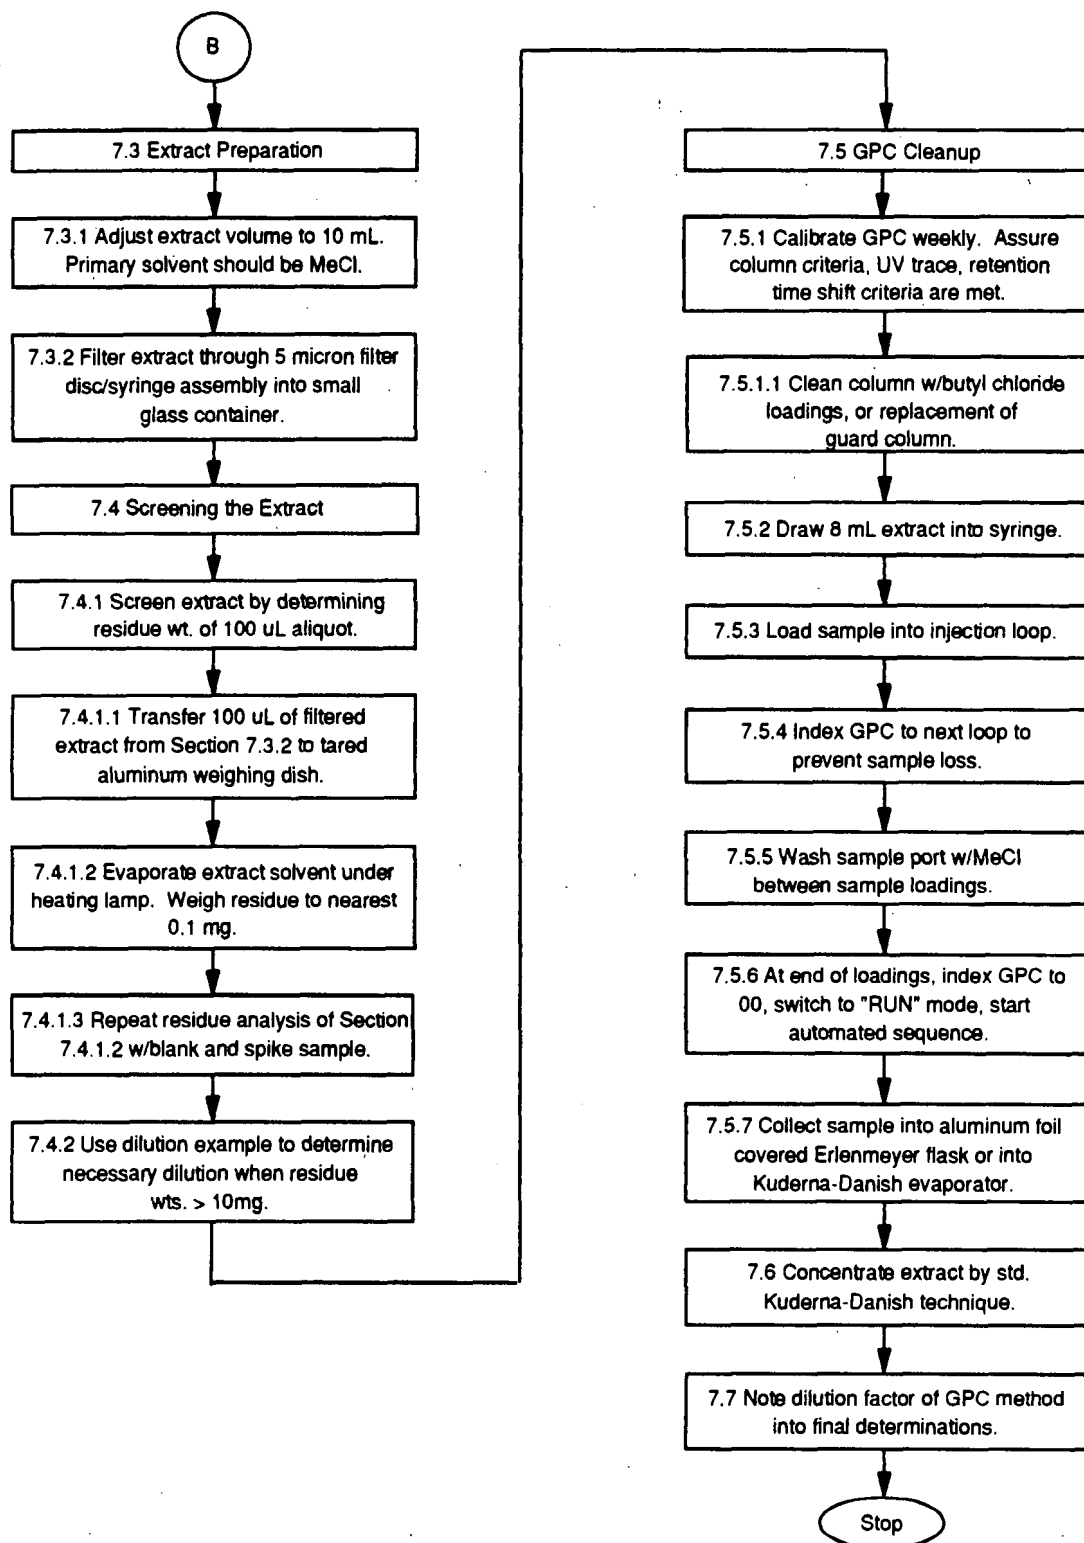 B
7.3 Extract Preparation
7.3.1 Adjust extract volume to 10 mL.
Primary solvent should be MeCl.
7.3.2 Filter extract through 5 micron filter
disc/syringe assembly into small
glass container.
7.4 Screening the Extract
7.4.1 Screen extract by determining
residue wt. of 100 uL aliquot.
7.4.1.1 Transfer 100 uL of filtered
extract from Section 7.3.2 to tared
aluminum weighing dish.
7.4.1.2 Evaporate extract solvent under
heating lamp. Weigh residue to nearest
0.1 mg.
7.4.1.3 Repeat residue analysis of Section
7.4.1.2 w/blank and spike sample.
7.4.2 Use dilution example to determine
necessary dilution when residue
wts. > 10mg.
7.5 GPC Cleanup
7.5.1 Calibrate GPC weekly. Assure
column criteria, UV trace, retention
time shift criteria are met.
7.5.1.1 Clean column w/butyl chloride
loadings, or replacement of
guard column.
7.5.2 Draw 8 mL extract into syringe.
7.5.3 Load sample into injection loop.
7.5.4 Index GPC to next loop to
prevent sample loss.
7.5.5 Wash sample port w/MeCl
between sample loadings.
7.5.6 At end of loadings, index GPC to
00, switch to "RUN" mode, start
automated sequence.
7.5.7 Collect sample into aluminum foil
covered Erlenmeyer flask or into
Kuderna-Danish evaporator.
7.6 Concentrate extract by std.
Kuderna-Danish technique.
7.7 Note dilution factor of GPC method
into final determinations.
Stop